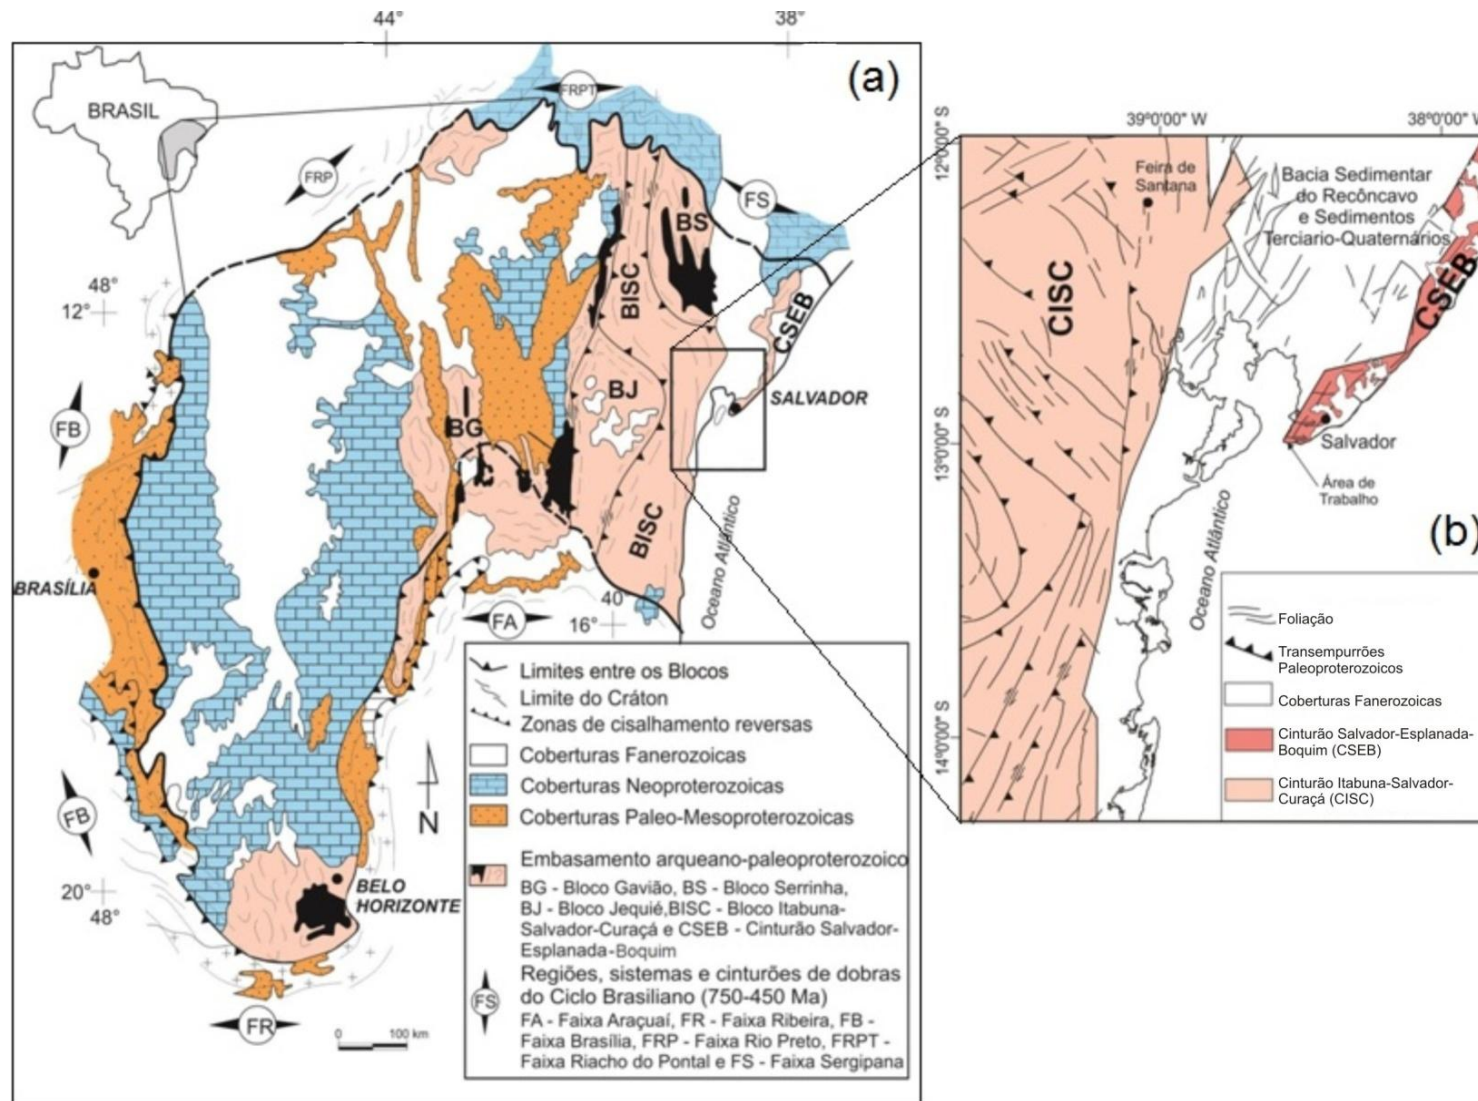 44°
38°
(a)
BRASIL
FRPT
FRP
FS
BS
48°
12°
BISC
CSEB
BJ
SALVADOR
FB
BG
BISC
Oceano Atlântico
BRASÍLIA
40
16°
FA
FB
N
20°
48°
BELO
HORIZONTE
FR
0 100 km
Limites entre os Blocos
Limite do Cráton
Zonas de cisalhamento reversas
Coberturas Fanerozoicas
Coberturas Neoproterozoicas
Coberturas Paleo-Mesoproterozoicas
Embasamento arqueano-paleoproterozoico
BG - Bloco Gavião, BS - Bloco Serrinha,
BJ - Bloco Jequié,BISC - Bloco Itabuna-
Salvador-Curaçá e CSEB - Cinturão Salvador-
Esplanada-Boquim
FS
Regiões, sistemas e cinturões de dobras
do Ciclo Brasiliano (750-450 Ma)
FA - Faixa Araçuaí, FR - Faixa Ribeira, FB -
Faixa Brasília, FRP - Faixa Rio Preto, FRPT -
Faixa Riacho do Pontal e FS - Faixa Sergipana
39°0'00" W
38°0'00" W
12°0'00" S
Feira de
Santana
Bacia Sedimentar
do Recôncavo
e Sedimentos
Terciario-Quaternários
CISC
CSEB
13°0'00" S
Salvador
Área de
Trabalho
(b)
Oceano Atlântico
14°0'00" S
Foliação
Transempurrões
Paleoproterozoicos
Coberturas Fanerozoicas
Cinturão Salvador-Esplanada-
Boquim (CSEB)
Cinturão Itabuna-Salvador-
Curaçá (CISC)